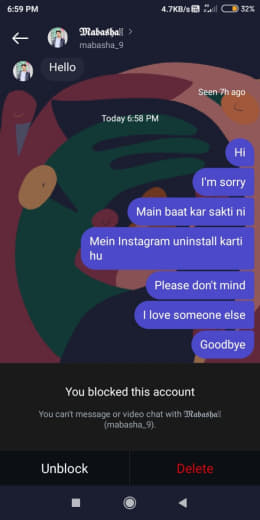 6:59 PM 4.7KB/s 32%
𝕸𝖆𝖇𝖆𝖘𝖍𝖆
mabasha_9
Hello
Seen 7h ago
Today 6:58 PM
Hi
I'm sorry
Main baat kar sakti ni
Mein Instagram uninstall karti
hu
Please don't mind
I love someone else
Goodbye
You blocked this account
You can't message or video chat with 𝕸𝖆𝖇𝖆𝖘𝖍𝖆
(mabasha_9).
Unblock Delete